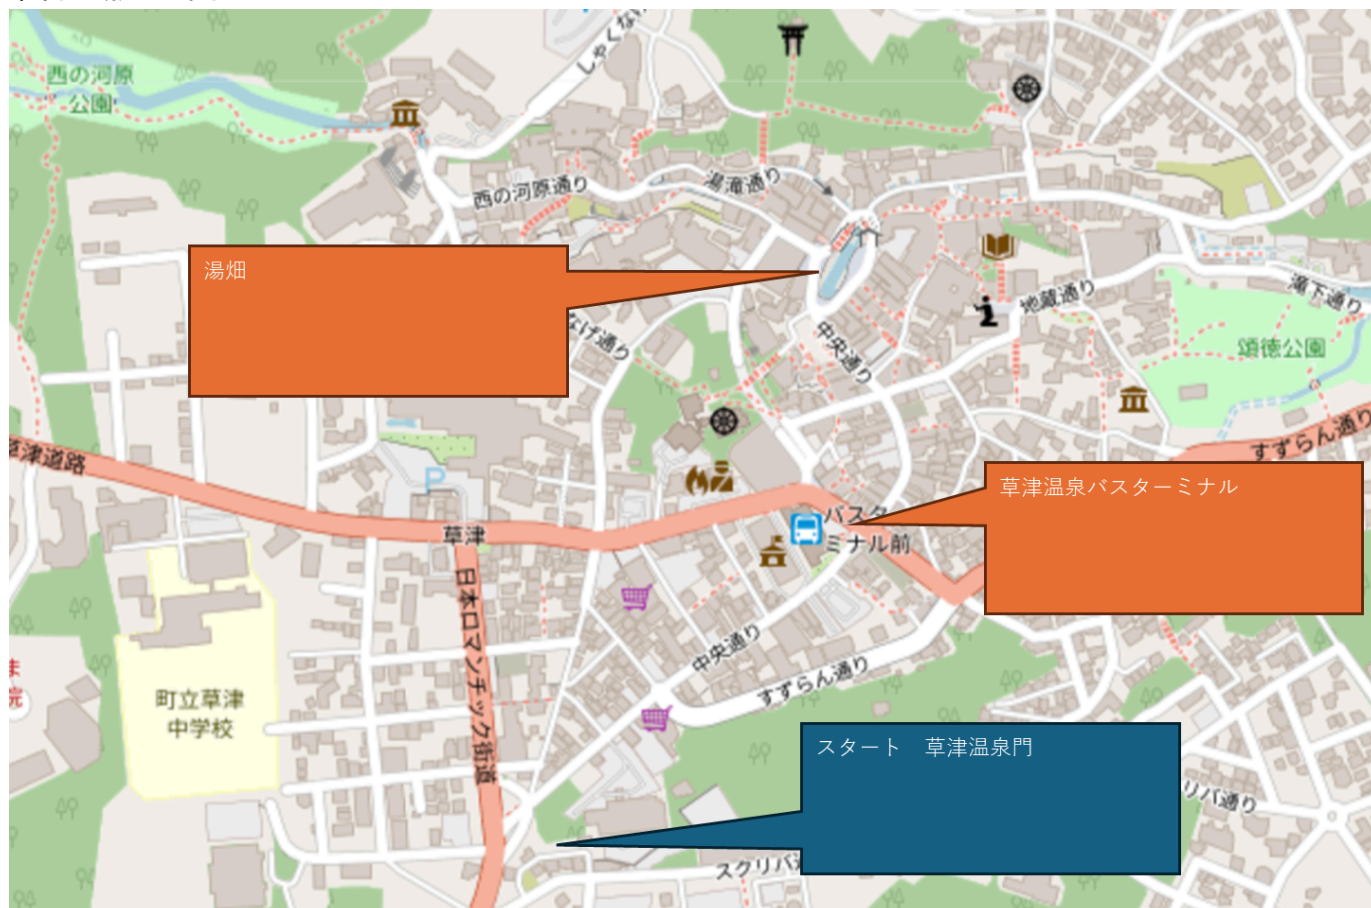 西の河原
公園
しゃくな
西の河原通り
湯滝通り
湯畑
なげ通り
中央通り
地蔵通り
滝下通り
頌徳公園
すずらん通り
草津道路
P
草津
バスタ
ミナル前
草津温泉バスターミナル
日本ロマンチック街道
中央通り
すずらん通り
町立草津
中学校
ま
院
スタート　草津温泉門
リバ通り
スクリバ